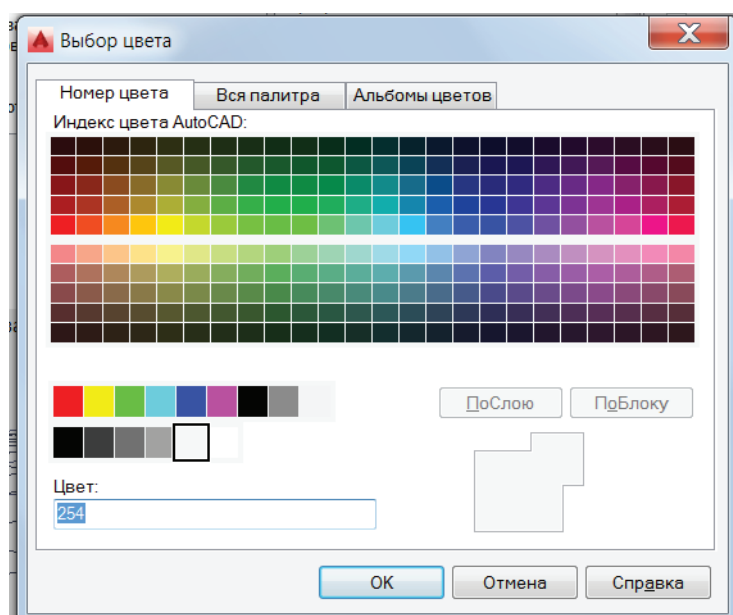 Выбор цвета
Номер цвета
Вся палитра
Альбомы цветов
Индекс цвета AutoCAD:
ПоСлою
ПоБлоку
Цвет:
254
OK
Отмена
Справка